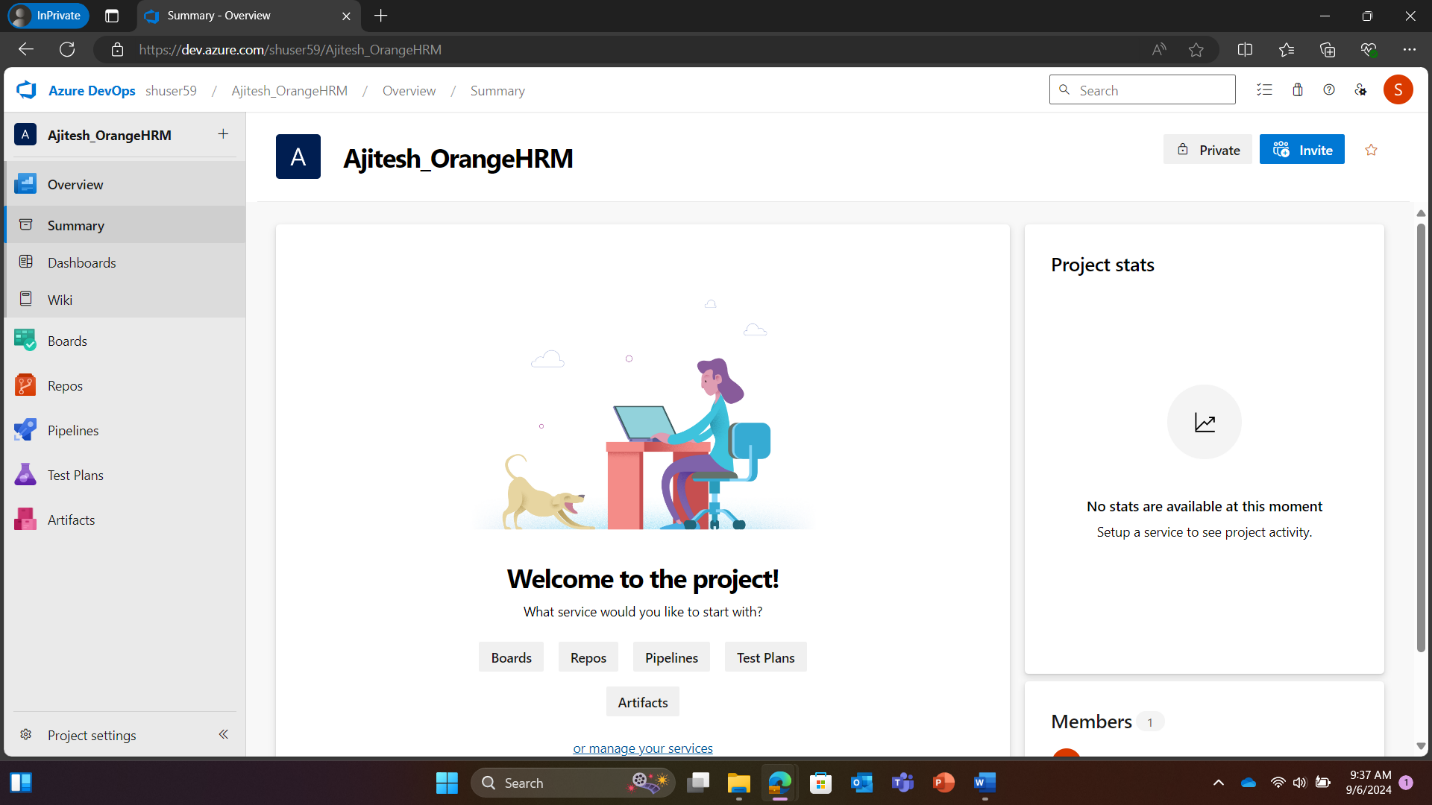 InPrivate
Summary - Overview
https://dev.azure.com/shuser59/Ajitesh_OrangeHRM
Azure DevOps shuser59 / Ajitesh_OrangeHRM / Overview / Summary
Search
S
A Ajitesh_OrangeHRM +
Overview
Summary
Dashboards
Wiki
Boards
Repos
Pipelines
Test Plans
Artifacts
Project settings
A Ajitesh_OrangeHRM
Private
Invite
Welcome to the project!
What service would you like to start with?
Boards Repos Pipelines Test Plans
Artifacts
or manage your services
Project stats
No stats are available at this moment
Setup a service to see project activity.
Members 1
Search
9:37 AM
9/6/2024
1